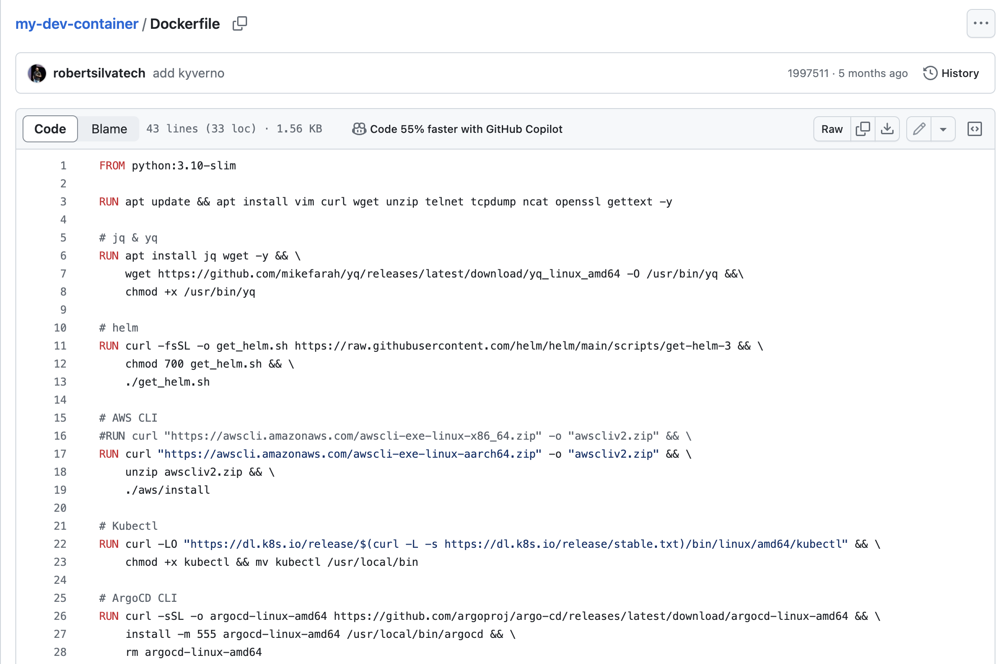 my-dev-container / Dockerfile
robertsilvatech add kyverno 1997511 · 5 months ago History
Code Blame 43 lines (33 loc) · 1.56 KB Code 55% faster with GitHub Copilot Raw
1 FROM python:3.10-slim
2
3 RUN apt update && apt install vim curl wget unzip telnet tcpdump ncat openssl gettext -y
4
5 # jq & yq
6 RUN apt install jq wget -y && \
7 wget https://github.com/mikefarah/yq/releases/latest/download/yq_linux_amd64 -O /usr/bin/yq &&\
8 chmod +x /usr/bin/yq
9
10 # helm
11 RUN curl -fsSL -o get_helm.sh https://raw.githubusercontent.com/helm/helm/main/scripts/get-helm-3 && \
12 chmod 700 get_helm.sh && \
13 ./get_helm.sh
14
15 # AWS CLI
16 #RUN curl "https://awscli.amazonaws.com/awscli-exe-linux-x86_64.zip" -o "awscliv2.zip" && \
17 RUN curl "https://awscli.amazonaws.com/awscli-exe-linux-aarch64.zip" -o "awscliv2.zip" && \
18 unzip awscliv2.zip && \
19 ./aws/install
20
21 # Kubectl
22 RUN curl -LO "https://dl.k8s.io/release/$(curl -L -s https://dl.k8s.io/release/stable.txt)/bin/linux/amd64/kubectl" && \
23 chmod +x kubectl && mv kubectl /usr/local/bin
24
25 # ArgoCD CLI
26 RUN curl -sSL -o argocd-linux-amd64 https://github.com/argoproj/argo-cd/releases/latest/download/argocd-linux-amd64 && \
27 install -m 555 argocd-linux-amd64 /usr/local/bin/argocd && \
28 rm argocd-linux-amd64